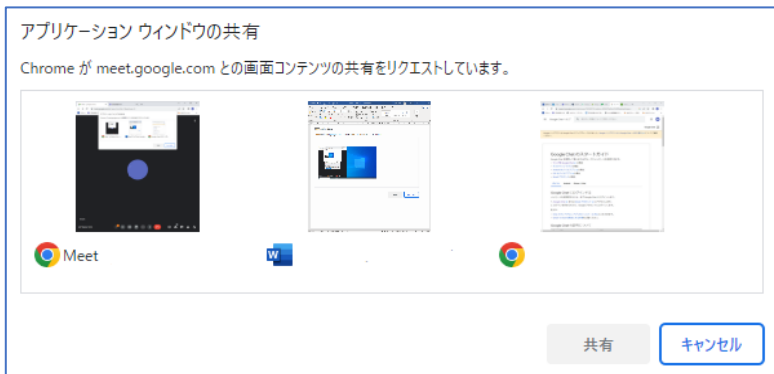 アプリケーション ウィンドウの共有
Chrome が meet.google.com との画面コンテンツの共有をリクエストしています。
Meet
共有
キャンセル